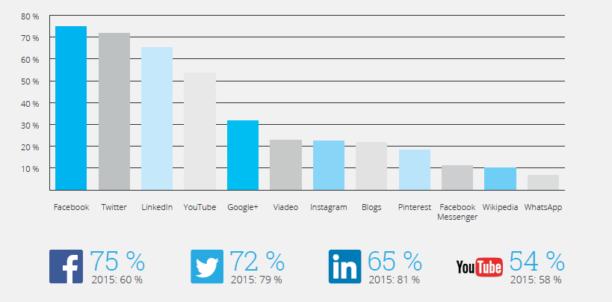 80 %
70 %
60 %
50 %
40 %
30 %
20 %
10 %
Facebook Twitter LinkedIn YouTube Google+ Viadeo Instagram Blogs Pinterest Facebook Messenger Wikipedia WhatsApp
f 75 % 72 % in 65 % YouTube 54 %
2015: 60 % 2015: 79 % 2015: 81 % 2015: 58 %